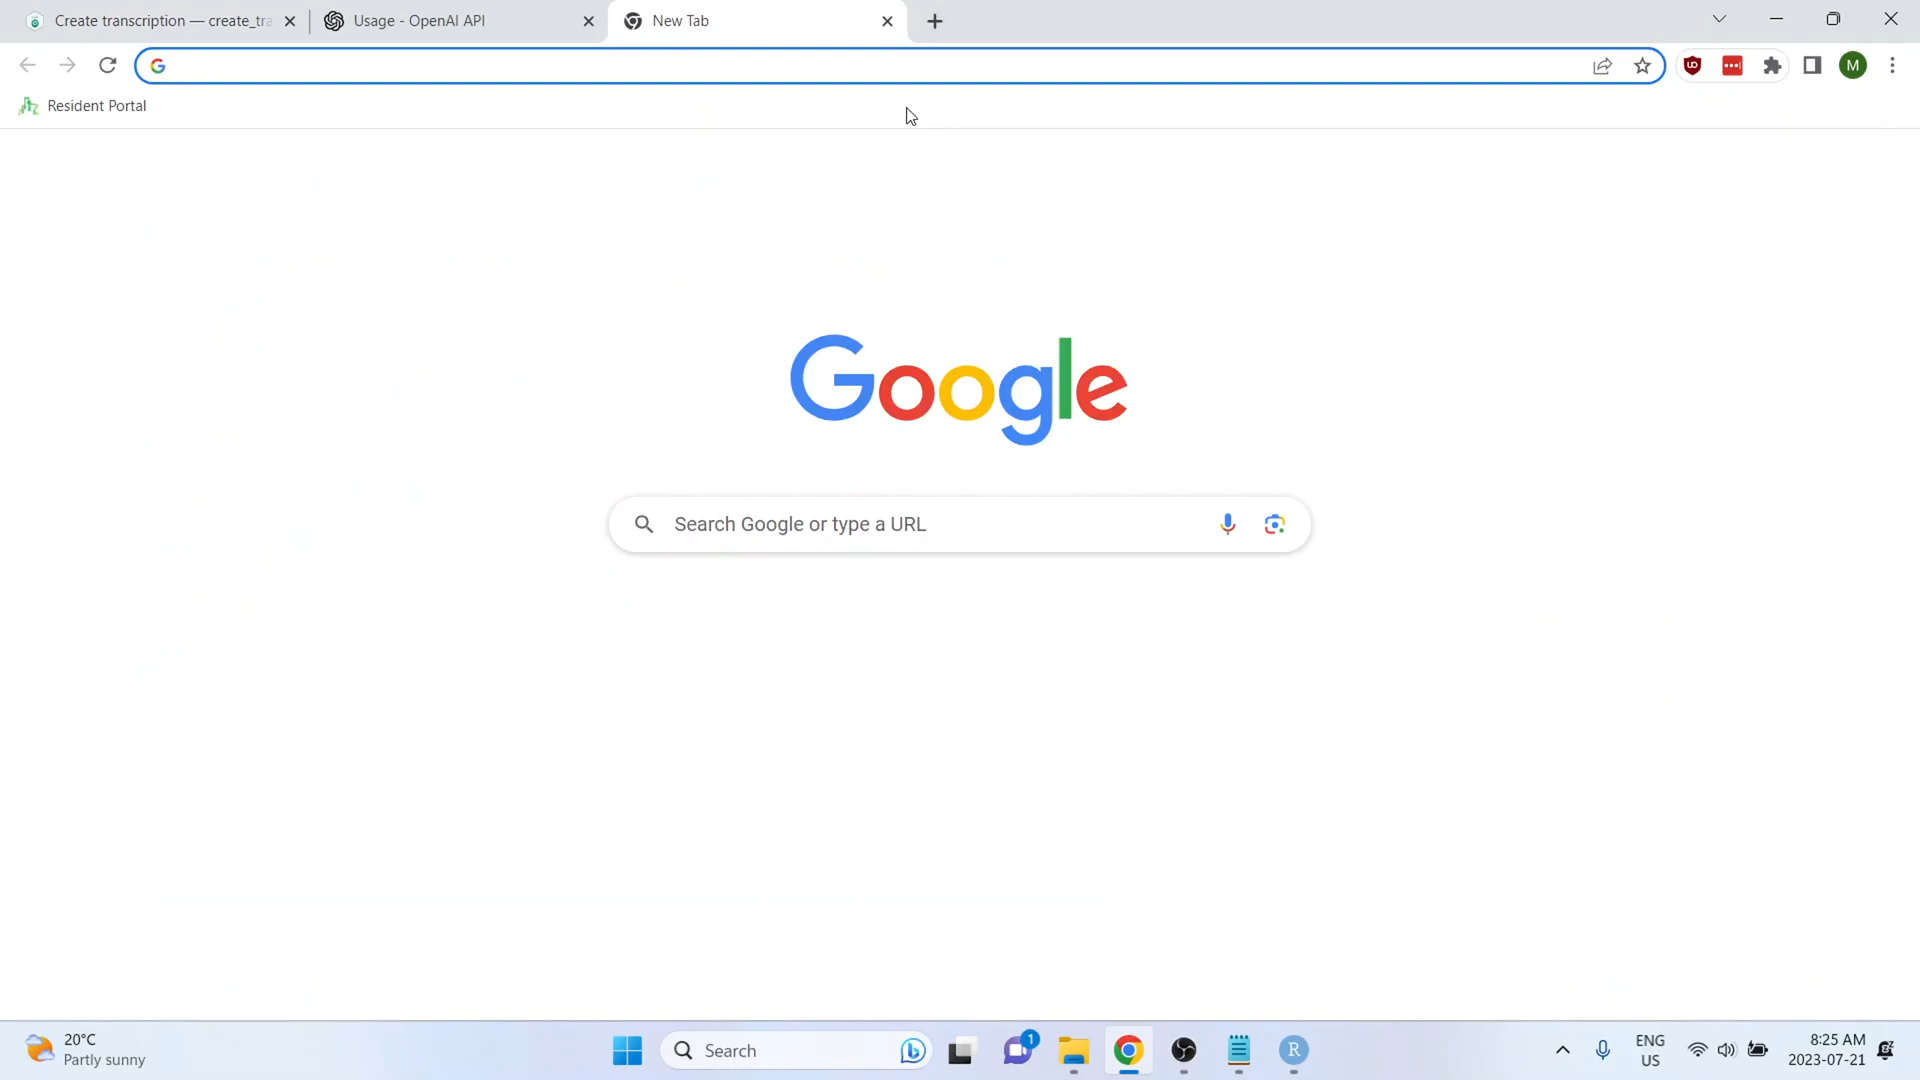 Create transcription — create_tra
Usage - OpenAI API
New Tab
M
Resident Portal
Google
Search Google or type a URL
20°C
Partly sunny
Search
1
R
ENG
US
8:25 AM
2023-07-21